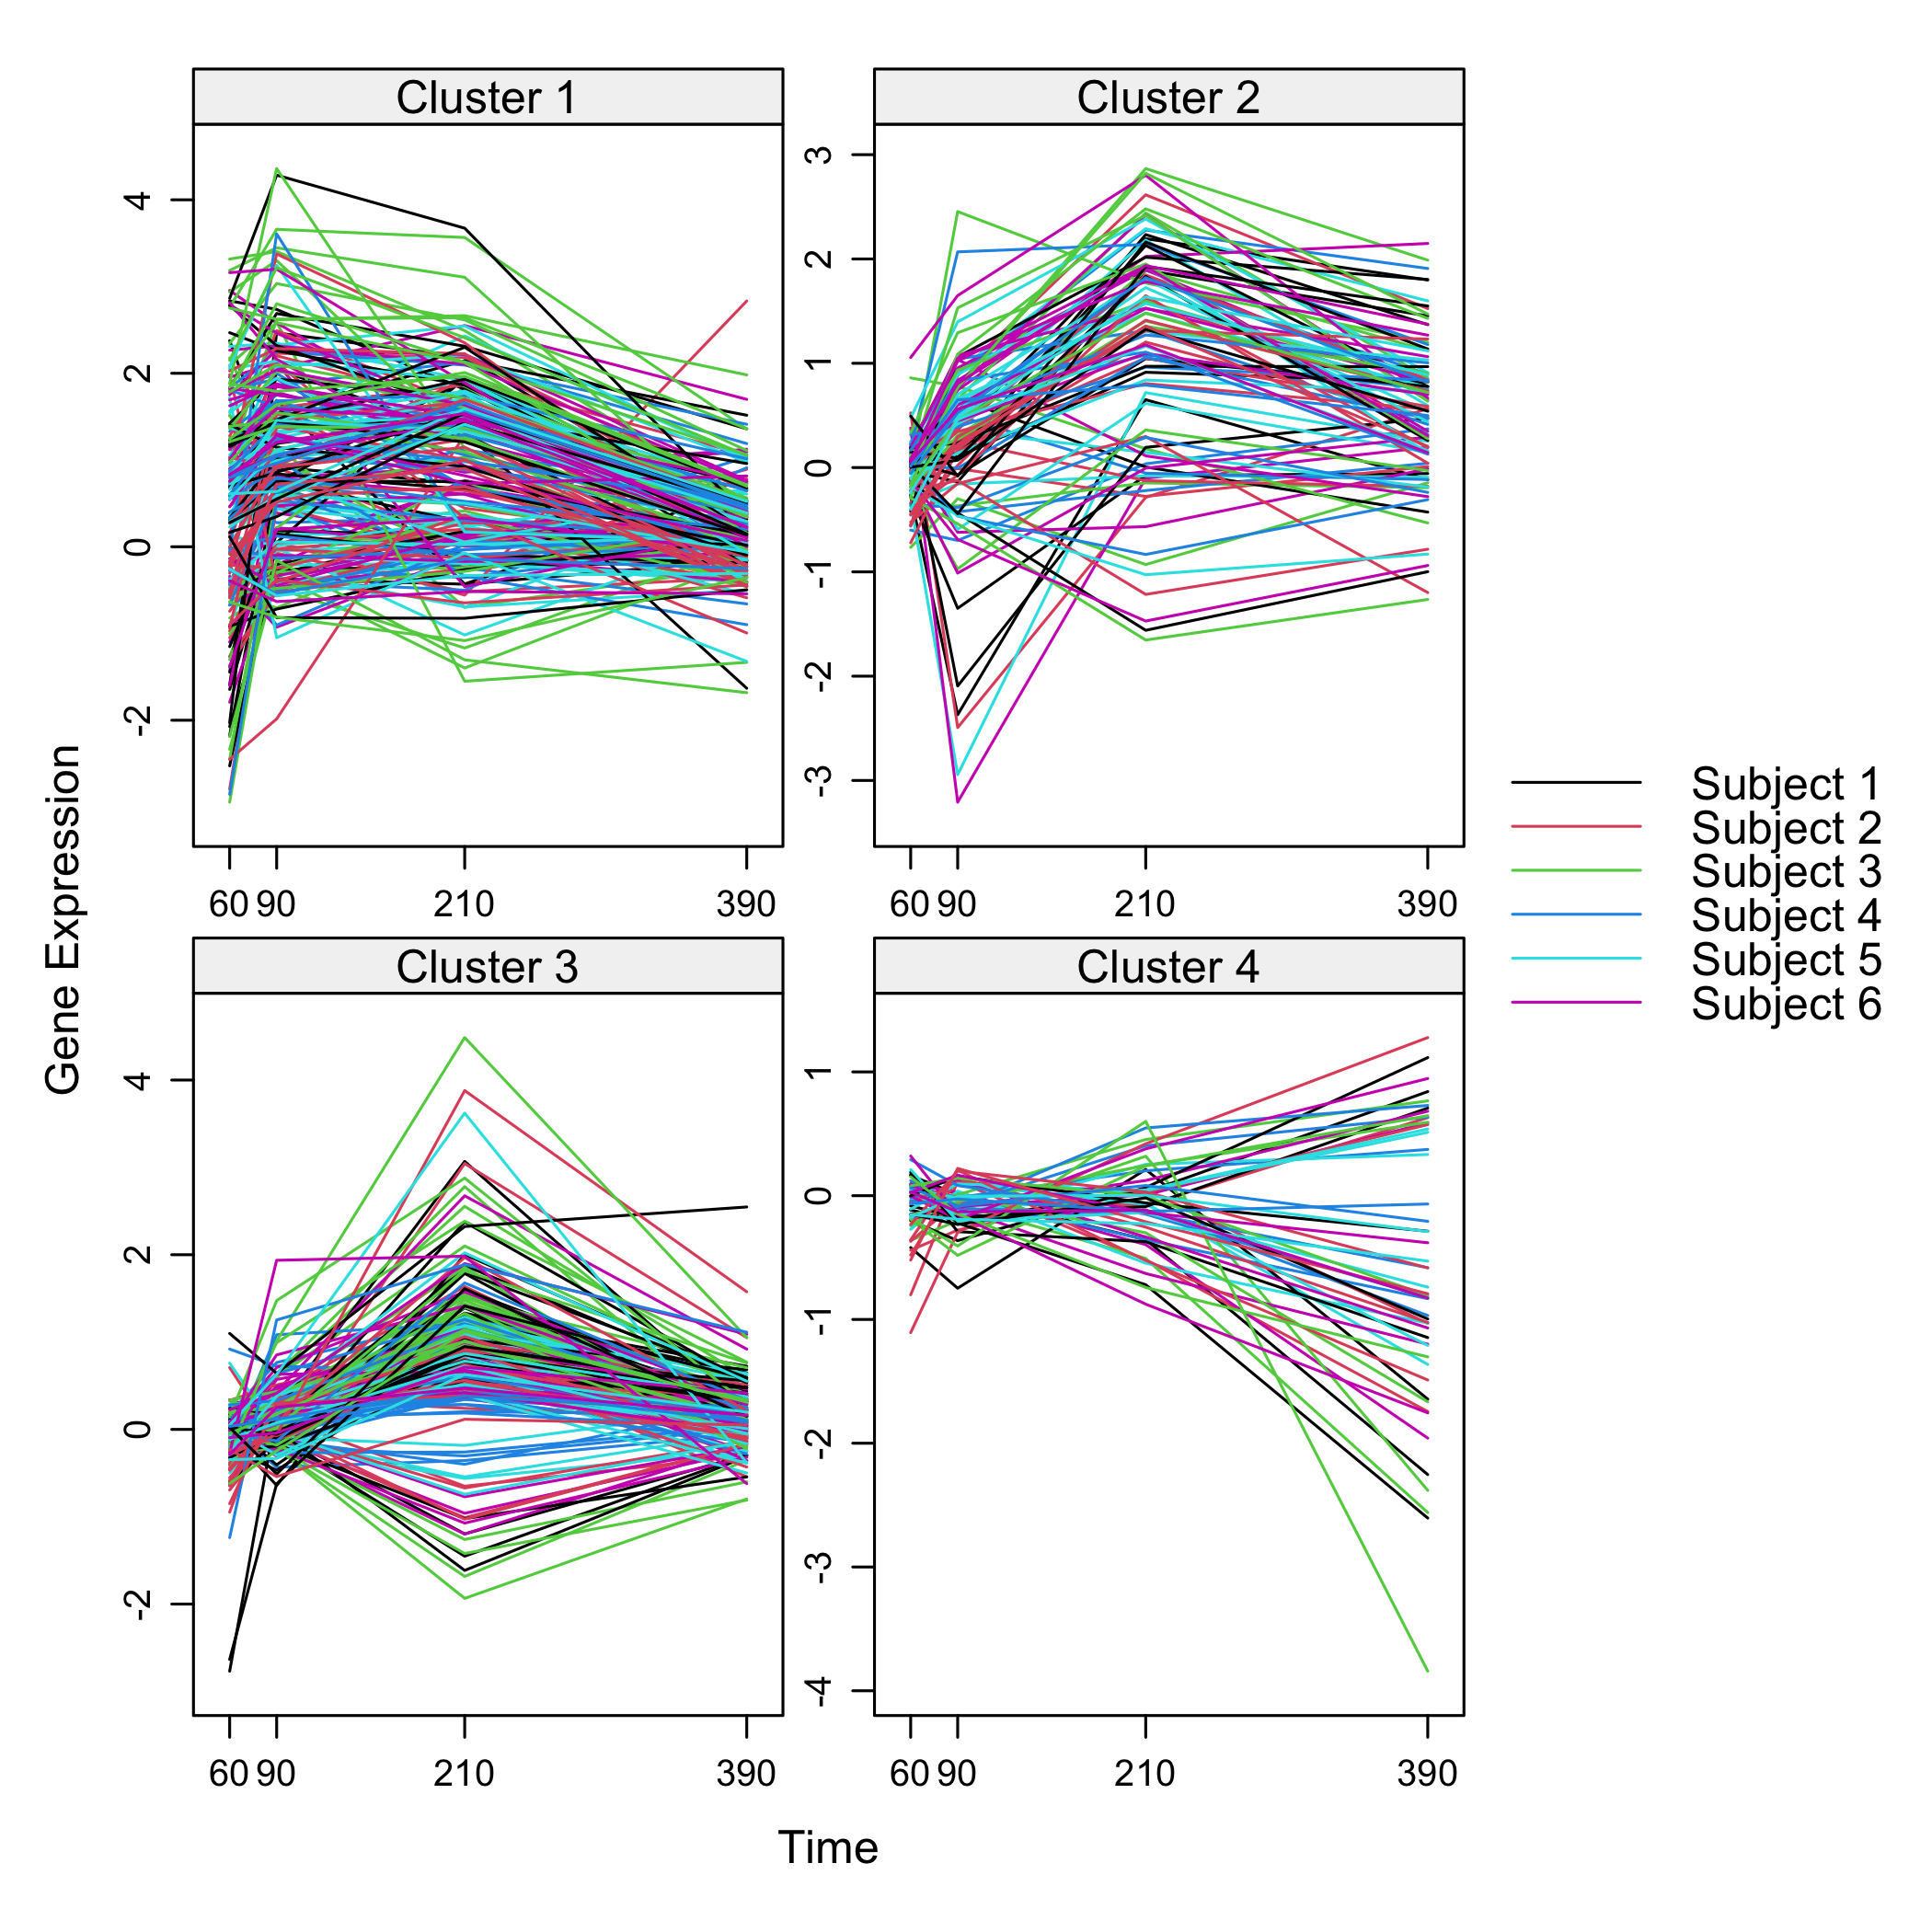 Cluster 1
Cluster 2
4
2
0
-2
3
2
1
0
-1
-2
-3
60 90 210 390
60 90 210 390
Gene Expression
Subject 1
Subject 2
Subject 3
Subject 4
Subject 5
Subject 6
Cluster 3
Cluster 4
4
2
0
-2
1
0
-1
-2
-3
-4
60 90 210 390
60 90 210 390
Time